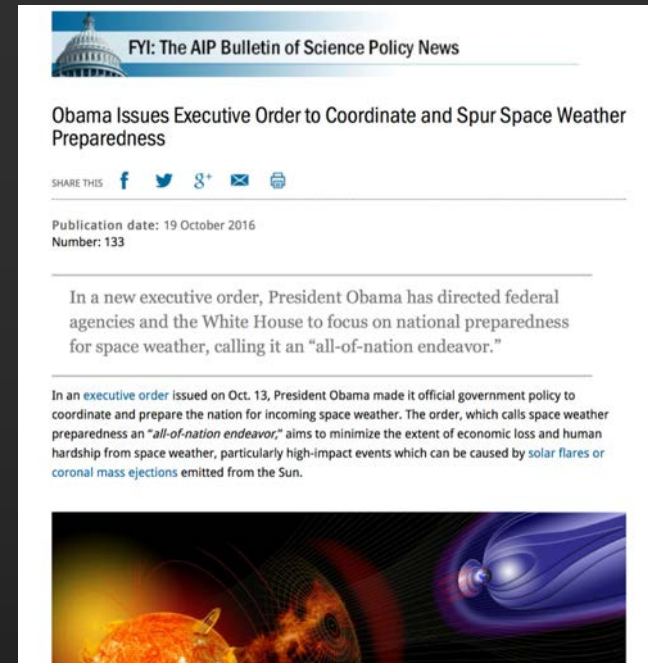 FYI: The AIP Bulletin of Science Policy News
Obama Issues Executive Order to Coordinate and Spur Space Weather
Preparedness
SHARE THIS f g+
Publication date: 19 October 2016
Number: 133
In a new executive order, President Obama has directed federal
agencies and the White House to focus on national preparedness
for space weather, calling it an “all-of-nation endeavor.”
In an executive order issued on Oct. 13, President Obama made it official government policy to
coordinate and prepare the nation for incoming space weather. The order, which calls space weather
preparedness an “all-of-nation endeavor,” aims to minimize the extent of economic loss and human
hardship from space weather, particularly high-impact events which can be caused by solar flares or
coronal mass ejections emitted from the Sun.